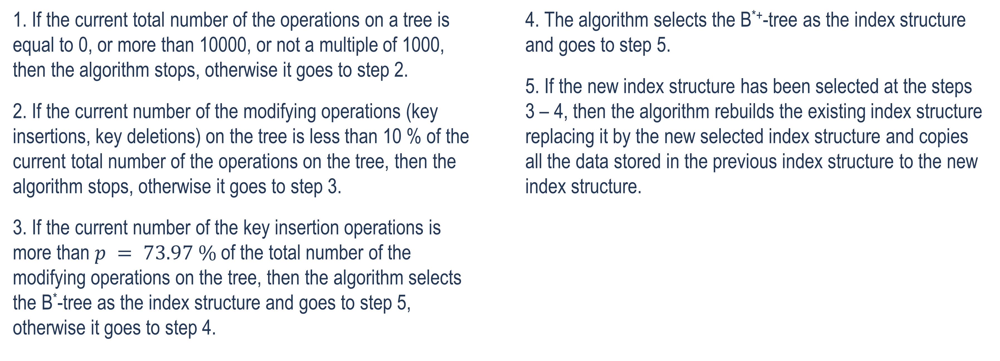 1. If the current total number of the operations on a tree is
equal to 0, or more than 10000, or not a multiple of 1000,
then the algorithm stops, otherwise it goes to step 2.
2. If the current number of the modifying operations (key
insertions, key deletions) on the tree is less than 10 % of the
current total number of the operations on the tree, then the
algorithm stops, otherwise it goes to step 3.
3. If the current number of the key insertion operations is
more than p = 73.97 % of the total number of the
modifying operations on the tree, then the algorithm selects
the B*-tree as the index structure and goes to step 5,
otherwise it goes to step 4.
4. The algorithm selects the B*+-tree as the index structure
and goes to step 5.
5. If the new index structure has been selected at the steps
3 – 4, then the algorithm rebuilds the existing index structure
replacing it by the new selected index structure and copies
all the data stored in the previous index structure to the new
index structure.